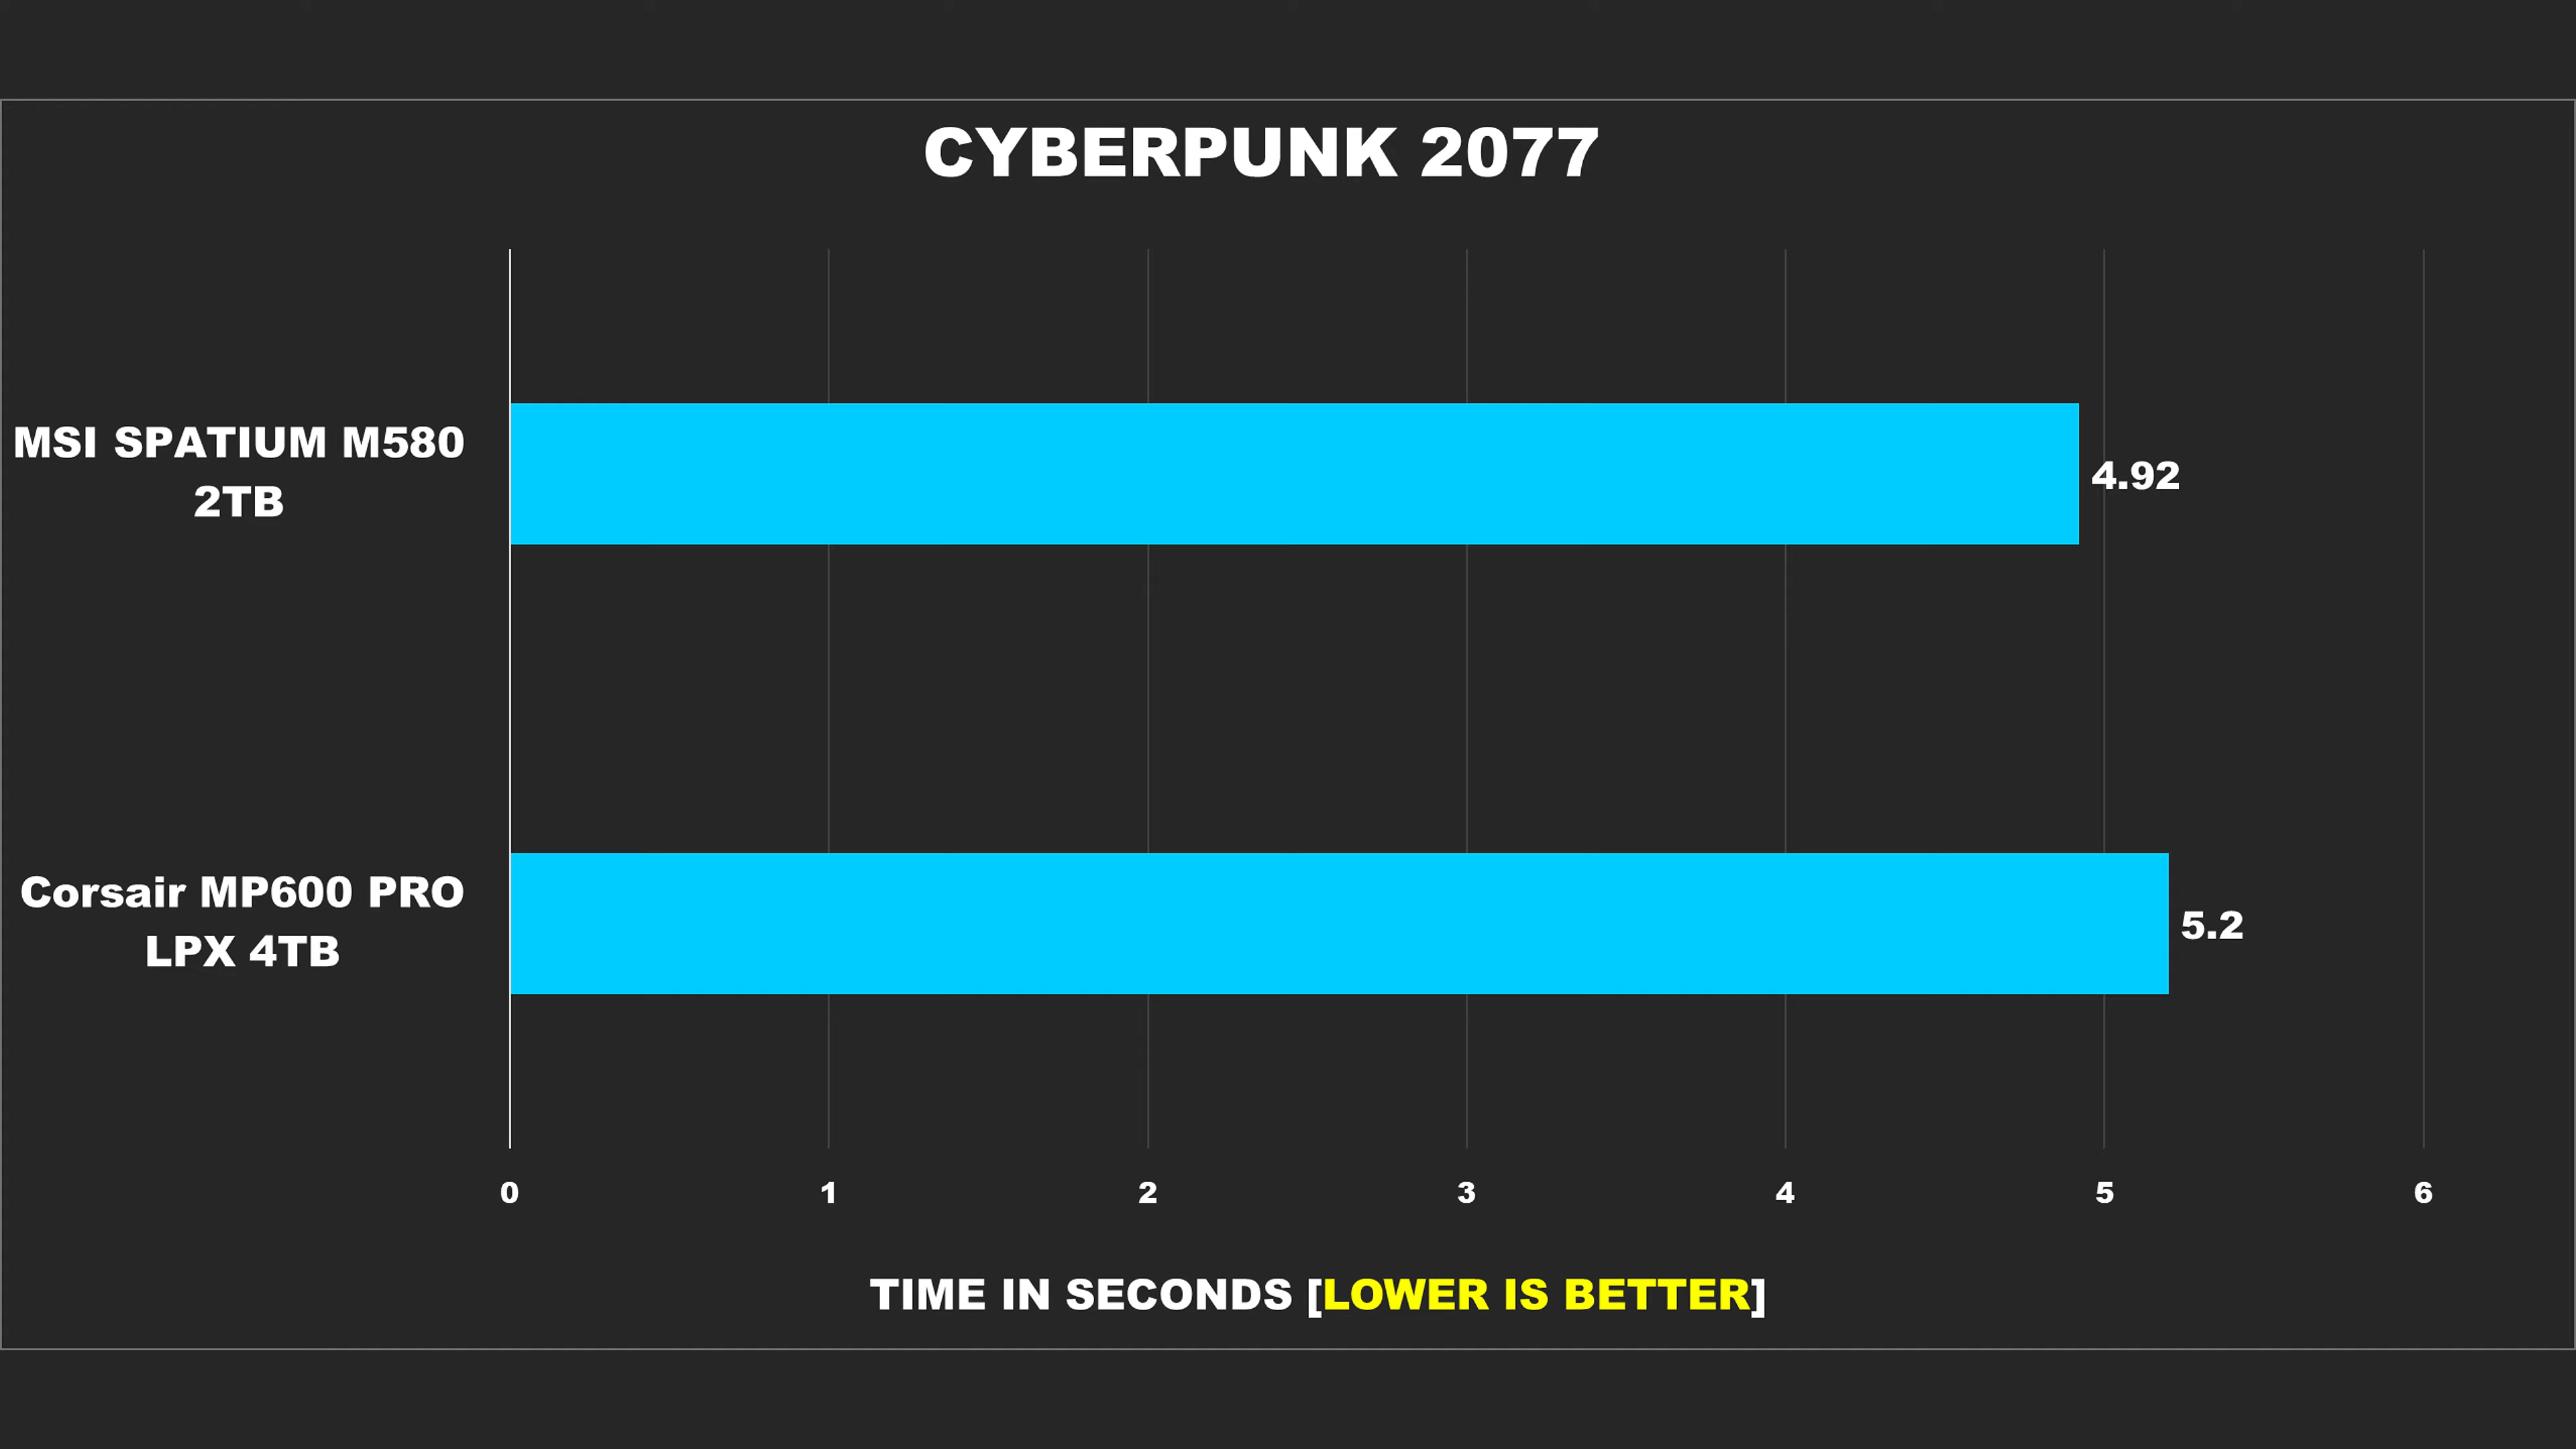 CYBERPUNK 2077
MSI SPATIUM M580
2TB
4.92
Corsair MP600 PRO
LPX 4TB
5.2
0 1 2 3 4 5 6
TIME IN SECONDS [LOWER IS BETTER]